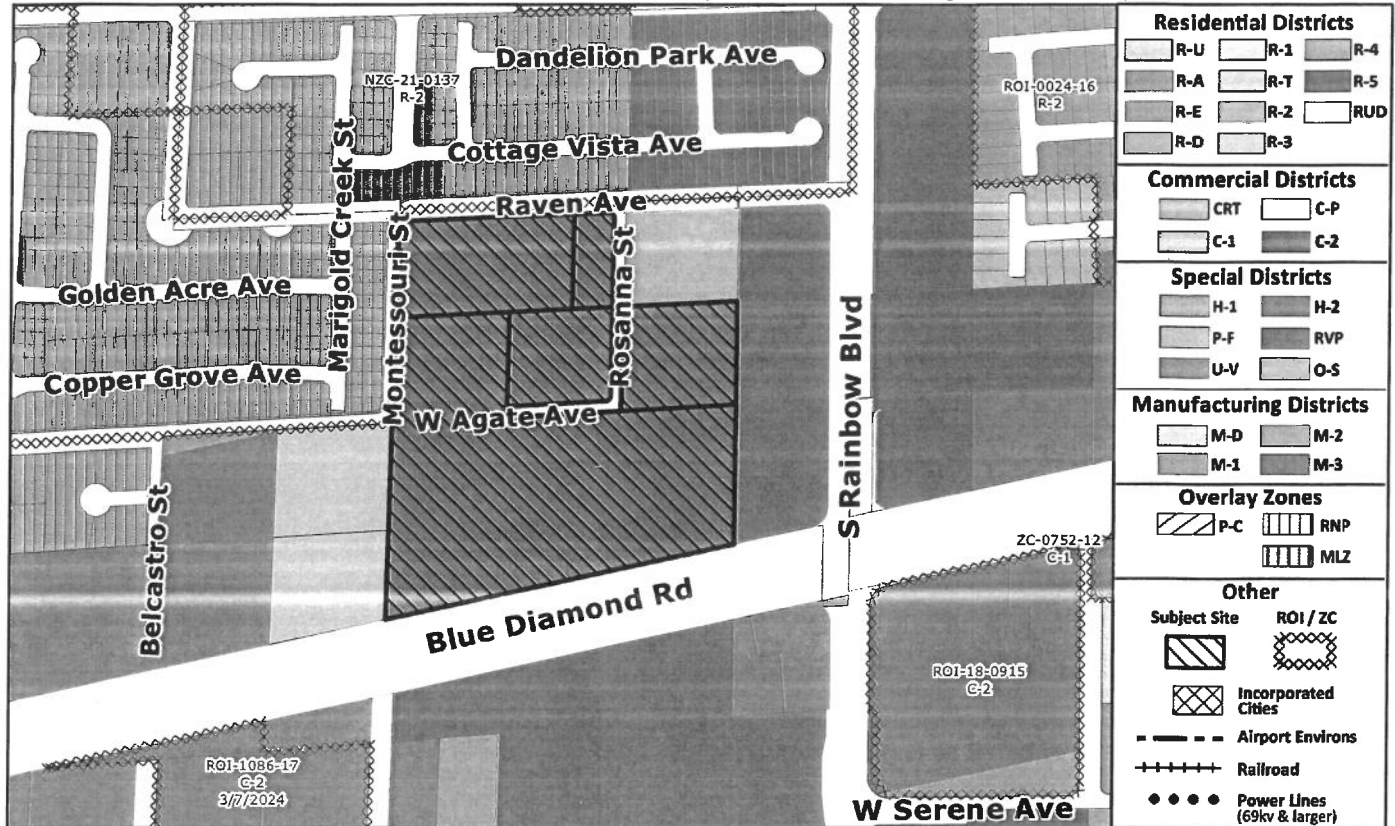 Dandelion Park Ave
NZC-21-0137
R-2
ROI-0024-16
R-2
Cottage Vista Ave
Marigold Creek St
Raven Ave
Montessouri St
Rosanna St
Golden Acre Ave
Copper Grove Ave
W Agate Ave
S Rainbow Blvd
Belcastro St
Blue Diamond Rd
ZC-0752-12
C-1
ROI-18-0915
C-2
ROI-1086-17
C-2
3/7/2024
W Serene Ave
Residential Districts
R-U R-1 R-4
R-A R-T R-5
R-E R-2 RUD
R-D R-3
Commercial Districts
CRT C-P
C-1 C-2
Special Districts
H-1 H-2
P-F RVP
U-V O-S
Manufacturing Districts
M-D M-2
M-1 M-3
Overlay Zones
P-C RNP
MLZ
Other
Subject Site ROI / ZC
Incorporated
Cities
Airport Environs
Railroad
Power Lines
(69kv & larger)